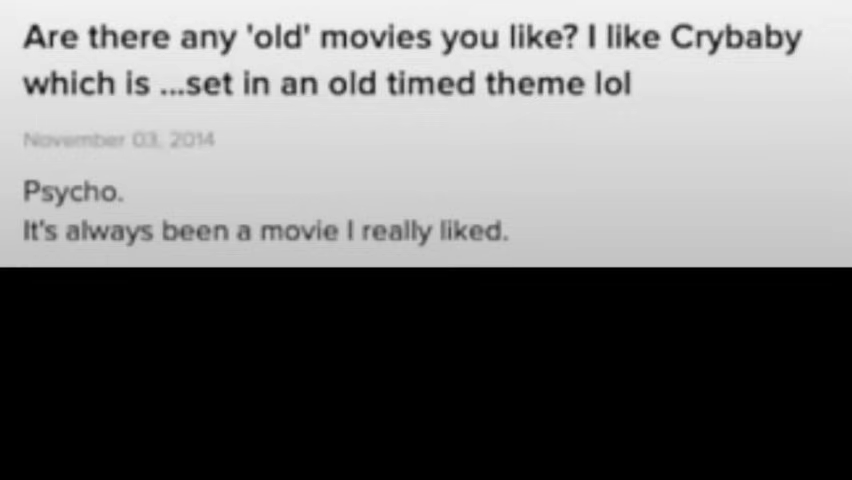 Are there any 'old' movies you like? I like Crybaby
which is ...set in an old timed theme lol
November 03, 2014
Psycho.
It's always been a movie I really liked.